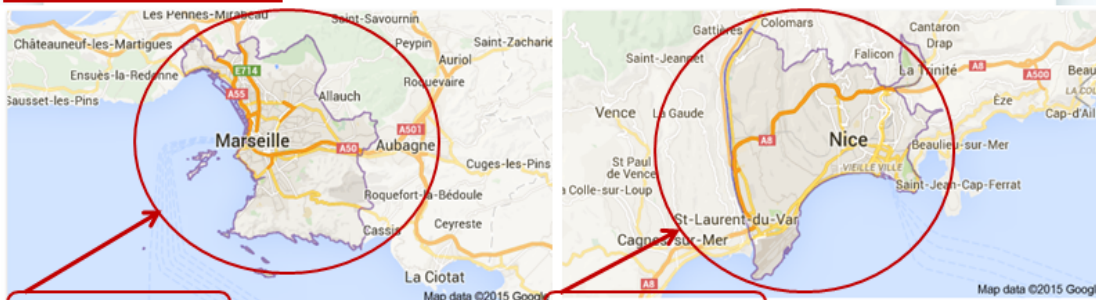 Les Pennes-Mirabeau
Saint-Savournin
Châteauneuf-les-Martigues
Peypin
Saint-Zacharie
Auriol
Ensuès-la-Redonne
E714
Roquevaire
A55
Allauch
Sausset-les-Pins
A501
Marseille
A50
Aubagne
Cuges-les-Pins
Roquefort-la-Bédoule
Cassis
Ceyreste
La Ciotat
Map data ©2015 Google
Colomars
Gattières
Cantaron
Drap
Saint-Jeannet
Falicon
La Trinité
A8
A500
Beau
LA COL
Èze
Vence
La Gaude
Cap-d'Ail
A8
Nice
Beaulieu-sur-Mer
St Paul
de Vence
VIEILLE VILLE
a Colle-sur-Loup
Saint-Jean-Cap-Ferrat
St-Laurent-du-Var
Cagnes-sur-Mer
A8
Map data ©2015 Google